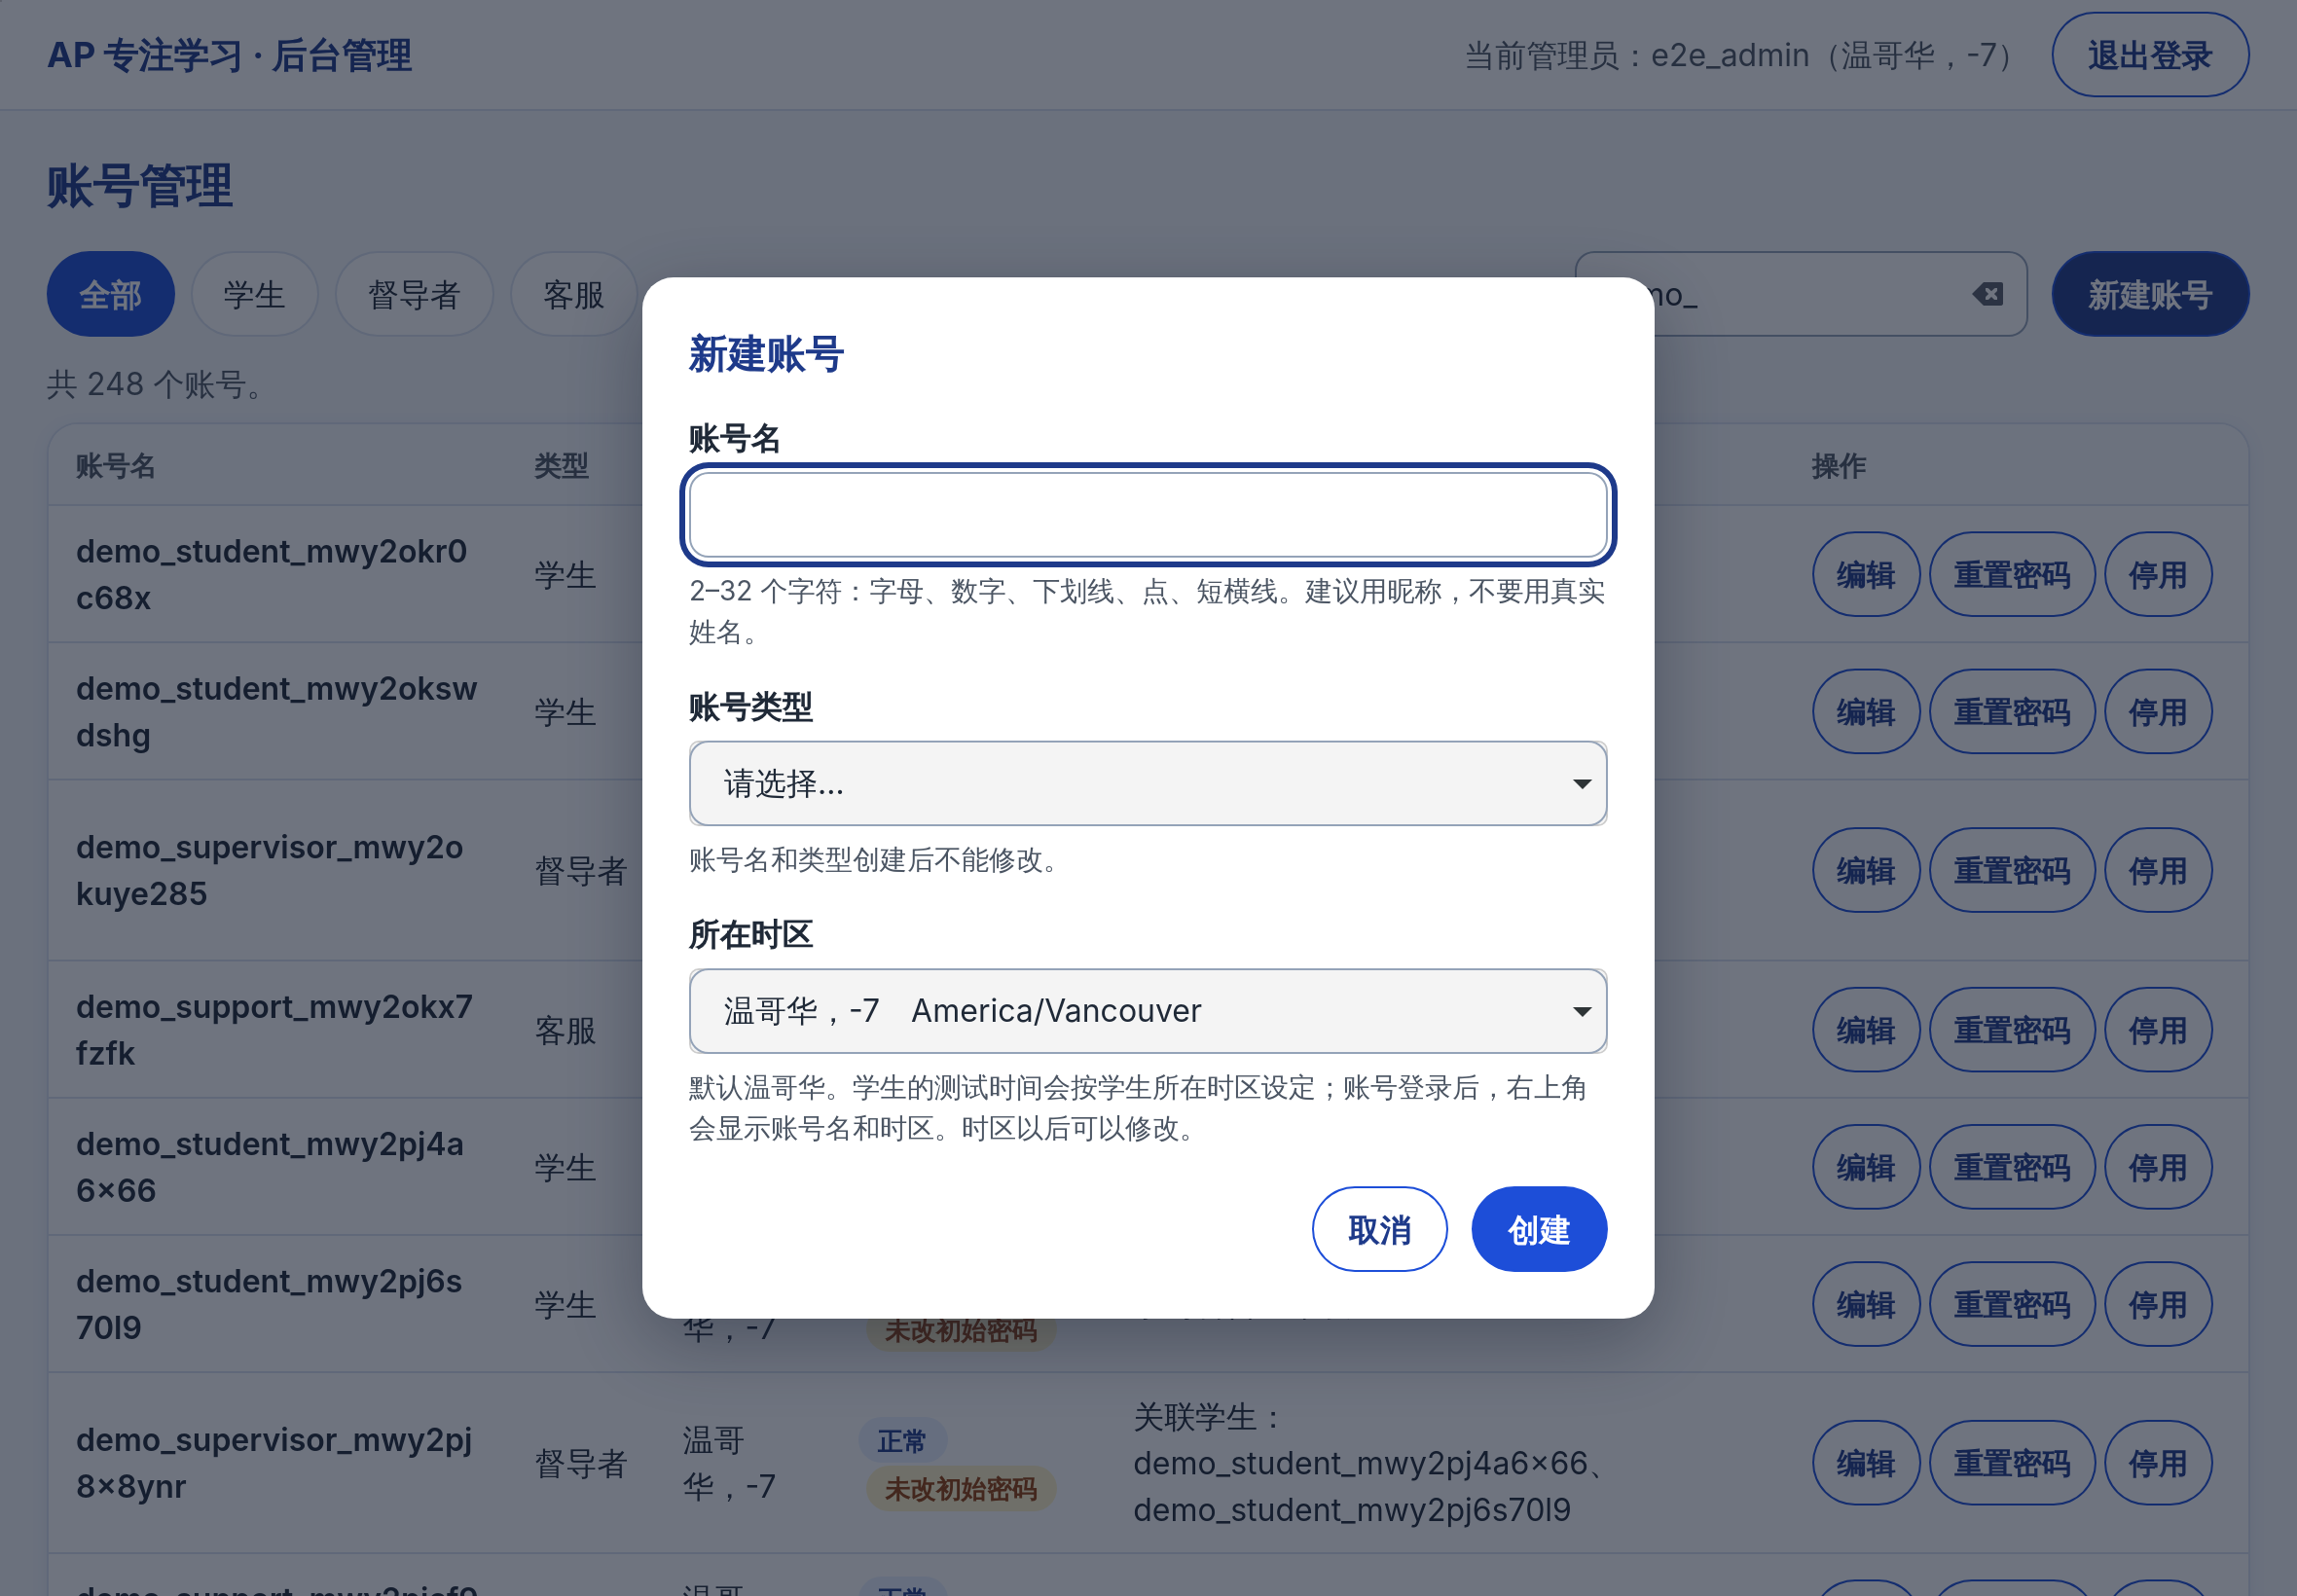 AP 专注学习 · 后台管理
当前管理员：e2e_admin（温哥华，-7）
退出登录
账号管理
全部
学生
督导者
客服
mo_
新建账号
共 248 个账号。
账号名
类型
操作
demo_student_mwy2okr0
c68x
学生
编辑
重置密码
停用
demo_student_mwy2oksw
dshg
学生
编辑
重置密码
停用
demo_supervisor_mwy2o
kuye285
督导者
编辑
重置密码
停用
demo_support_mwy2okx7
fzfk
客服
编辑
重置密码
停用
demo_student_mwy2pj4a
6x66
学生
编辑
重置密码
停用
demo_student_mwy2pj6s
70l9
学生
华，-7
未改初始密码
编辑
重置密码
停用
demo_supervisor_mwy2pj
8x8ynr
督导者
温哥
华，-7
正常
未改初始密码
关联学生：
demo_student_mwy2pj4a6x66、
demo_student_mwy2pj6s70l9
编辑
重置密码
停用
温哥
正常
新建账号
账号名
2–32 个字符：字母、数字、下划线、点、短横线。建议用昵称，不要用真实
姓名。
账号类型
请选择...
账号名和类型创建后不能修改。
所在时区
温哥华，-7 America/Vancouver
默认温哥华。学生的测试时间会按学生所在时区设定；账号登录后，右上角
会显示账号名和时区。时区以后可以修改。
取消
创建